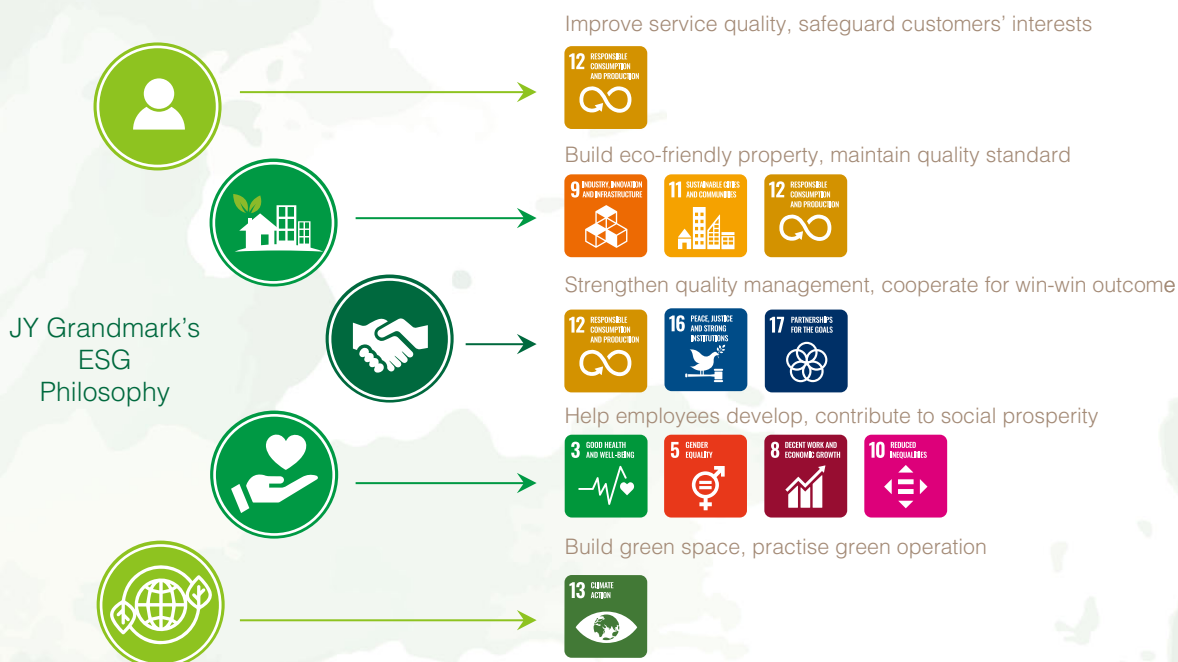 Improve service quality, safeguard customers’ interests
12 RESPONSIBLE
CONSUMPTION
AND PRODUCTION
Build eco-friendly property, maintain quality standard
9 INDUSTRY, INNOVATION
AND INFRASTRUCTURE
11 SUSTAINABLE CITIES
AND COMMUNITIES
12 RESPONSIBLE
CONSUMPTION
AND PRODUCTION
Strengthen quality management, cooperate for win-win outcome
12 RESPONSIBLE
CONSUMPTION
AND PRODUCTION
16 PEACE, JUSTICE
AND STRONG
INSTITUTIONS
17 PARTNERSHIPS
FOR THE GOALS
JY Grandmark’s
ESG
Philosophy
Help employees develop, contribute to social prosperity
3 GOOD HEALTH
AND WELL-BEING
5 GENDER
EQUALITY
8 DECENT WORK AND
ECONOMIC GROWTH
10 REDUCED
INEQUALITIES
Build green space, practise green operation
13 CLIMATE
ACTION